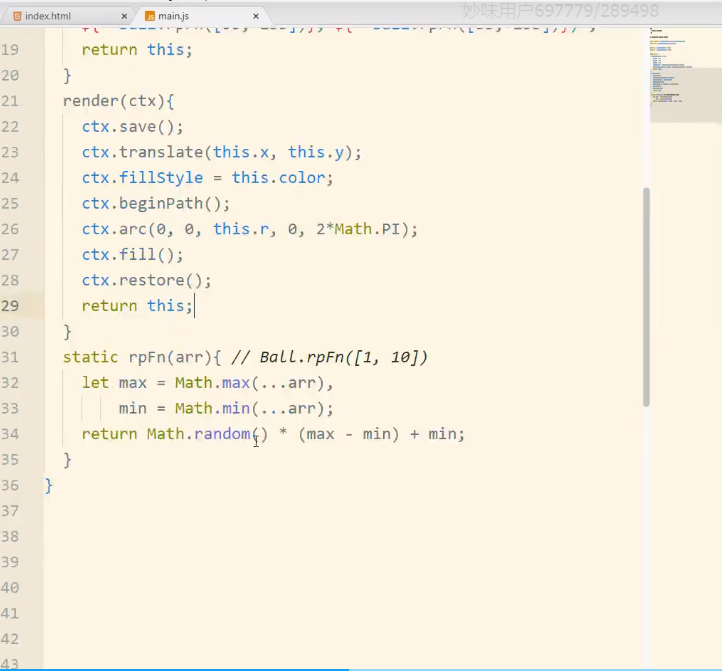 index.html × main.js ×
妙味用户697779/289498
19 return this;
20 }
21 render(ctx){
22 ctx.save();
23 ctx.translate(this.x, this.y);
24 ctx.fillStyle = this.color;
25 ctx.beginPath();
26 ctx.arc(0, 0, this.r, 0, 2*Math.PI);
27 ctx.fill();
28 ctx.restore();
29 return this;
30 }
31 static rpFn(arr){ // Ball.rpFn([1, 10])
32 let max = Math.max(...arr),
33 min = Math.min(...arr);
34 return Math.random() * (max - min) + min;
35 }
36 }
37
38
39
40
41
42
43